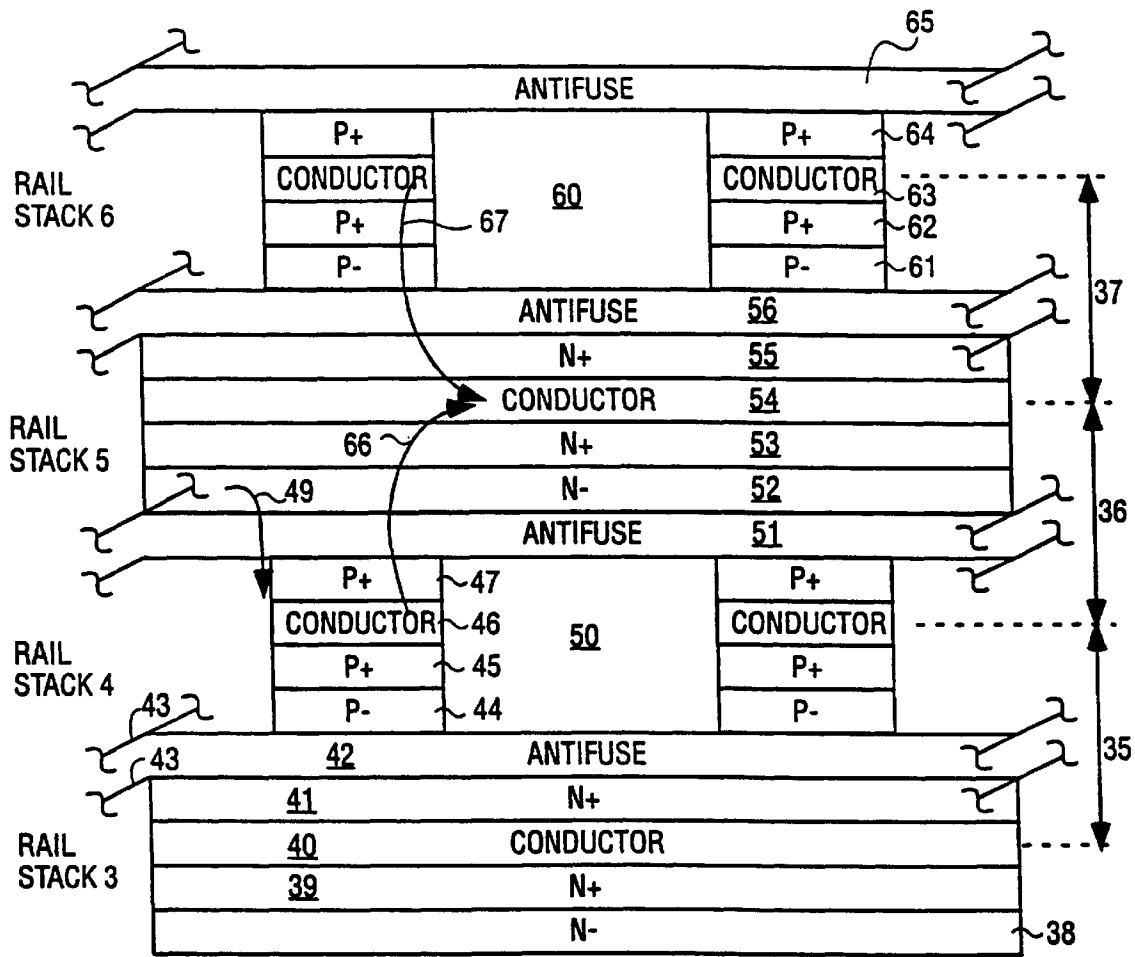 65
ANTIFUSE
P+ P+ 64
RAIL STACK 6
CONDUCTOR 60 CONDUCTOR 63
P+ 67 P+ 62
P- P- 61
37
ANTIFUSE 56
N+ 55
CONDUCTOR 54
RAIL STACK 5
66 N+ 53
49 N- 52
36
ANTIFUSE 51
P+ 47 P+
CONDUCTOR 46 50 CONDUCTOR
RAIL STACK 4
P+ 45 P+
P- 44 P-
43
35
42 ANTIFUSE
43
41 N+
RAIL STACK 3
40 CONDUCTOR
39 N+
N- 38